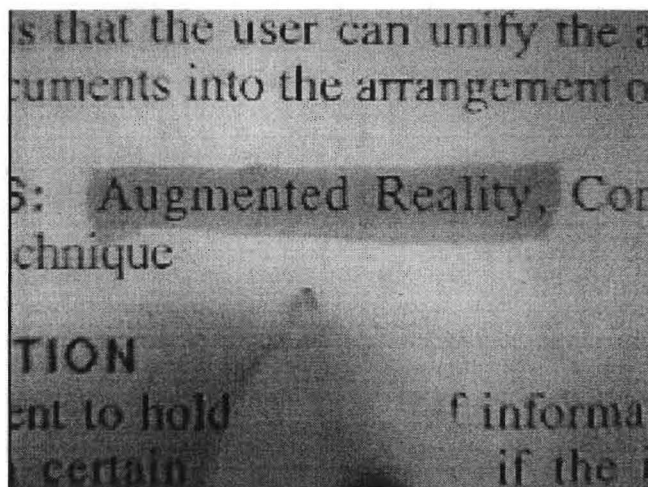 s that the user can unify the a
cuments into the arrangement o
S: Augmented Reality, Con
chnique
TION
ent to hold f informa
certain if the i